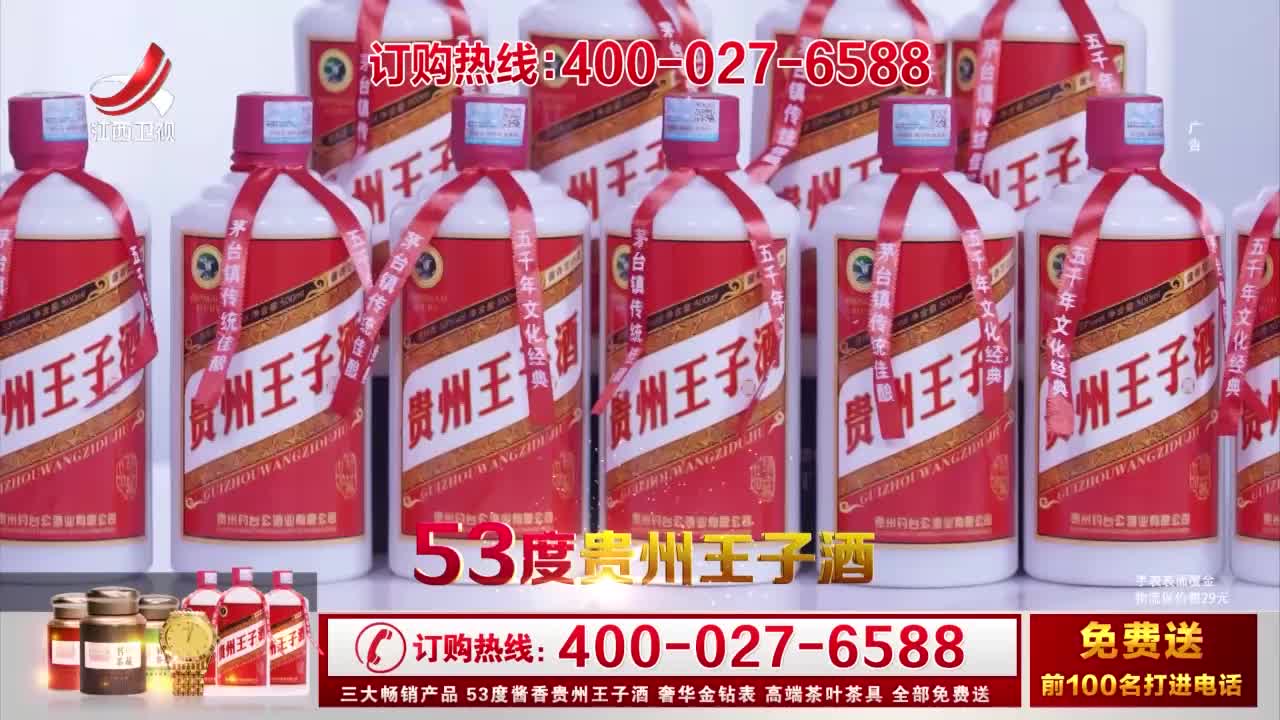 订购热线:400-027-6588
江西卫视
广告
茅台镇传统佳酿
五千年文化经典
贵州王子酒
GUIZHOUWANGZIJIU
53度贵州王子酒
手表表面覆金
物流保价费29元
订购热线: 400-027-6588
三大畅销产品 53度酱香贵州王子酒 奢华金钻表 高端茶叶茶具 全部免费送
免费送
前100名打进电话